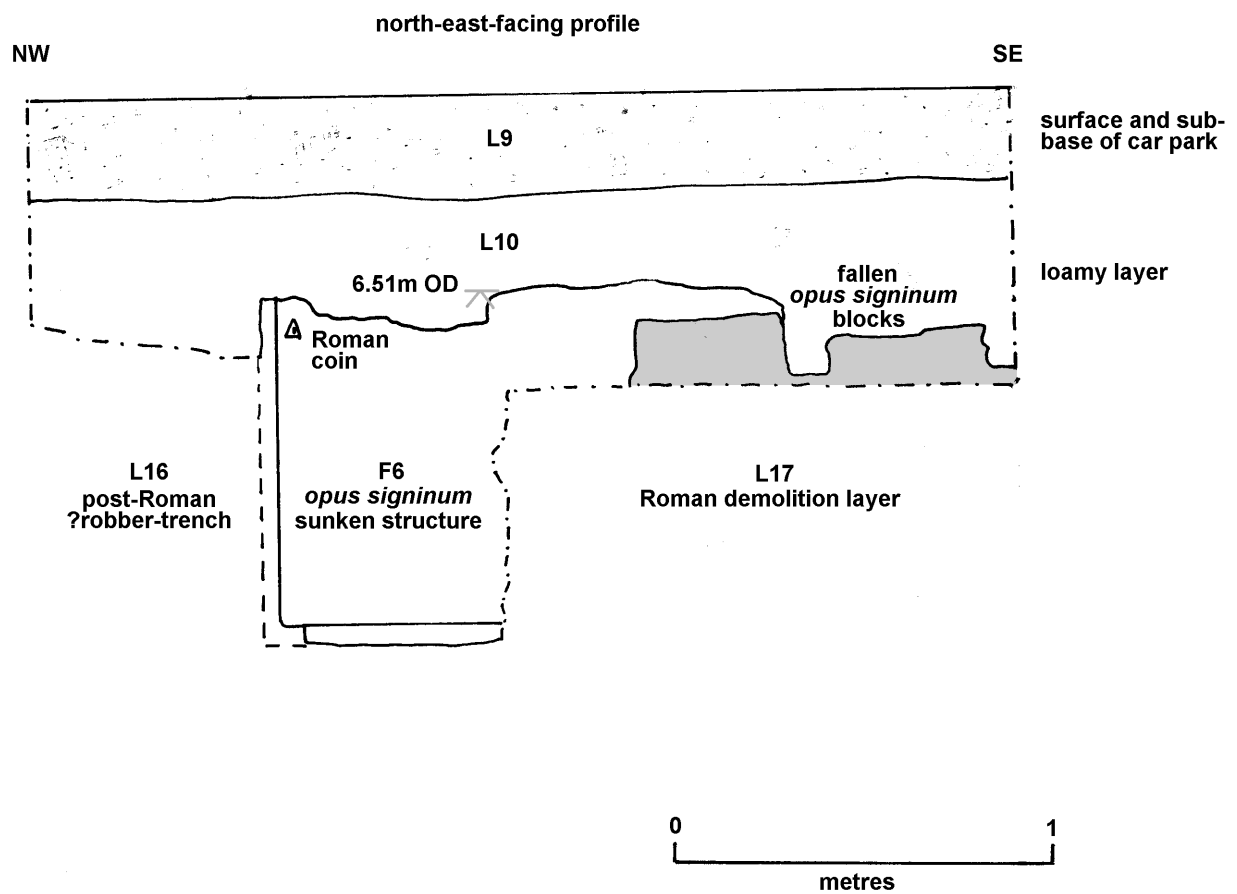 north-east-facing profile
NW
SE
L9
surface and sub-
base of car park
L10
loamy layer
6.51m OD
fallen
opus signinum
blocks
Roman
coin
L16
post-Roman
?robber-trench
F6
opus signinum
sunken structure
L17
Roman demolition layer
0
1
metres